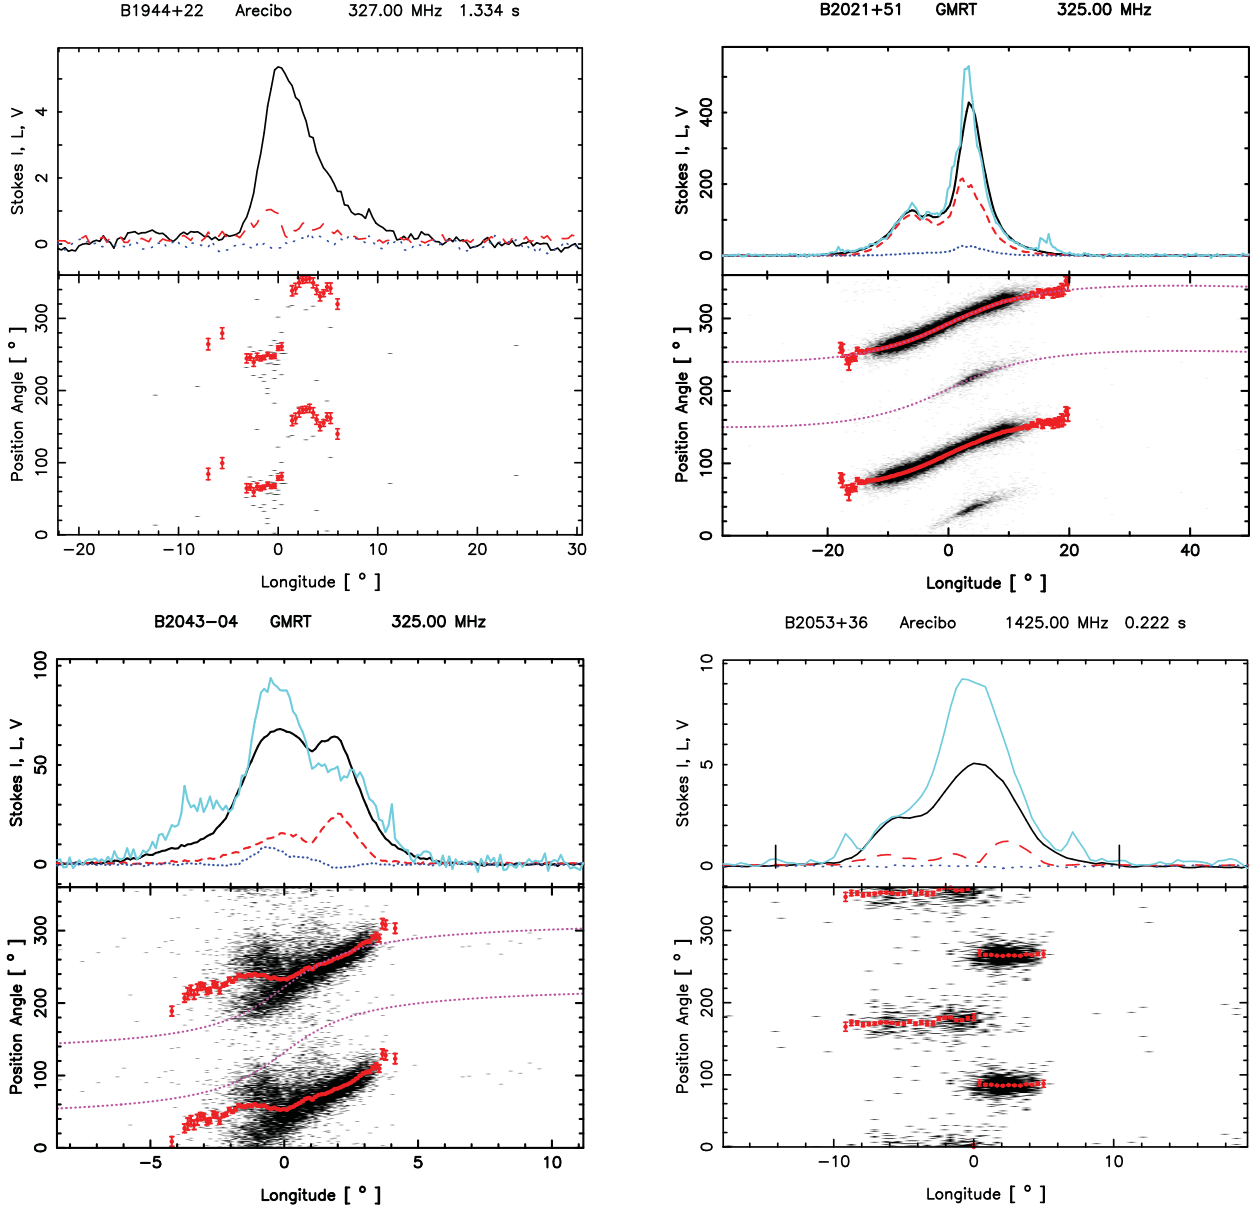 B1944+22 Arecibo 327.00 MHz 1.334 s
Stokes I, L, V
4
2
0
Position Angle [ ° ]
300
200
100
0
−20 −10 0 10 20 30
Longitude [ ° ]
B2021+51 GMRT 325.00 MHz
Stokes I, L, V
400
200
0
Position Angle [ ° ]
300
200
100
0
−20 0 20 40
Longitude [ ° ]
B2043−04 GMRT 325.00 MHz
Stokes I, L, V
100
50
0
Position Angle [ ° ]
300
200
100
0
−5 0 5 10
Longitude [ ° ]
B2053+36 Arecibo 1425.00 MHz 0.222 s
Stokes I, L, V
10
5
0
Position Angle [ ° ]
300
200
100
0
−10 0 10
Longitude [ ° ]